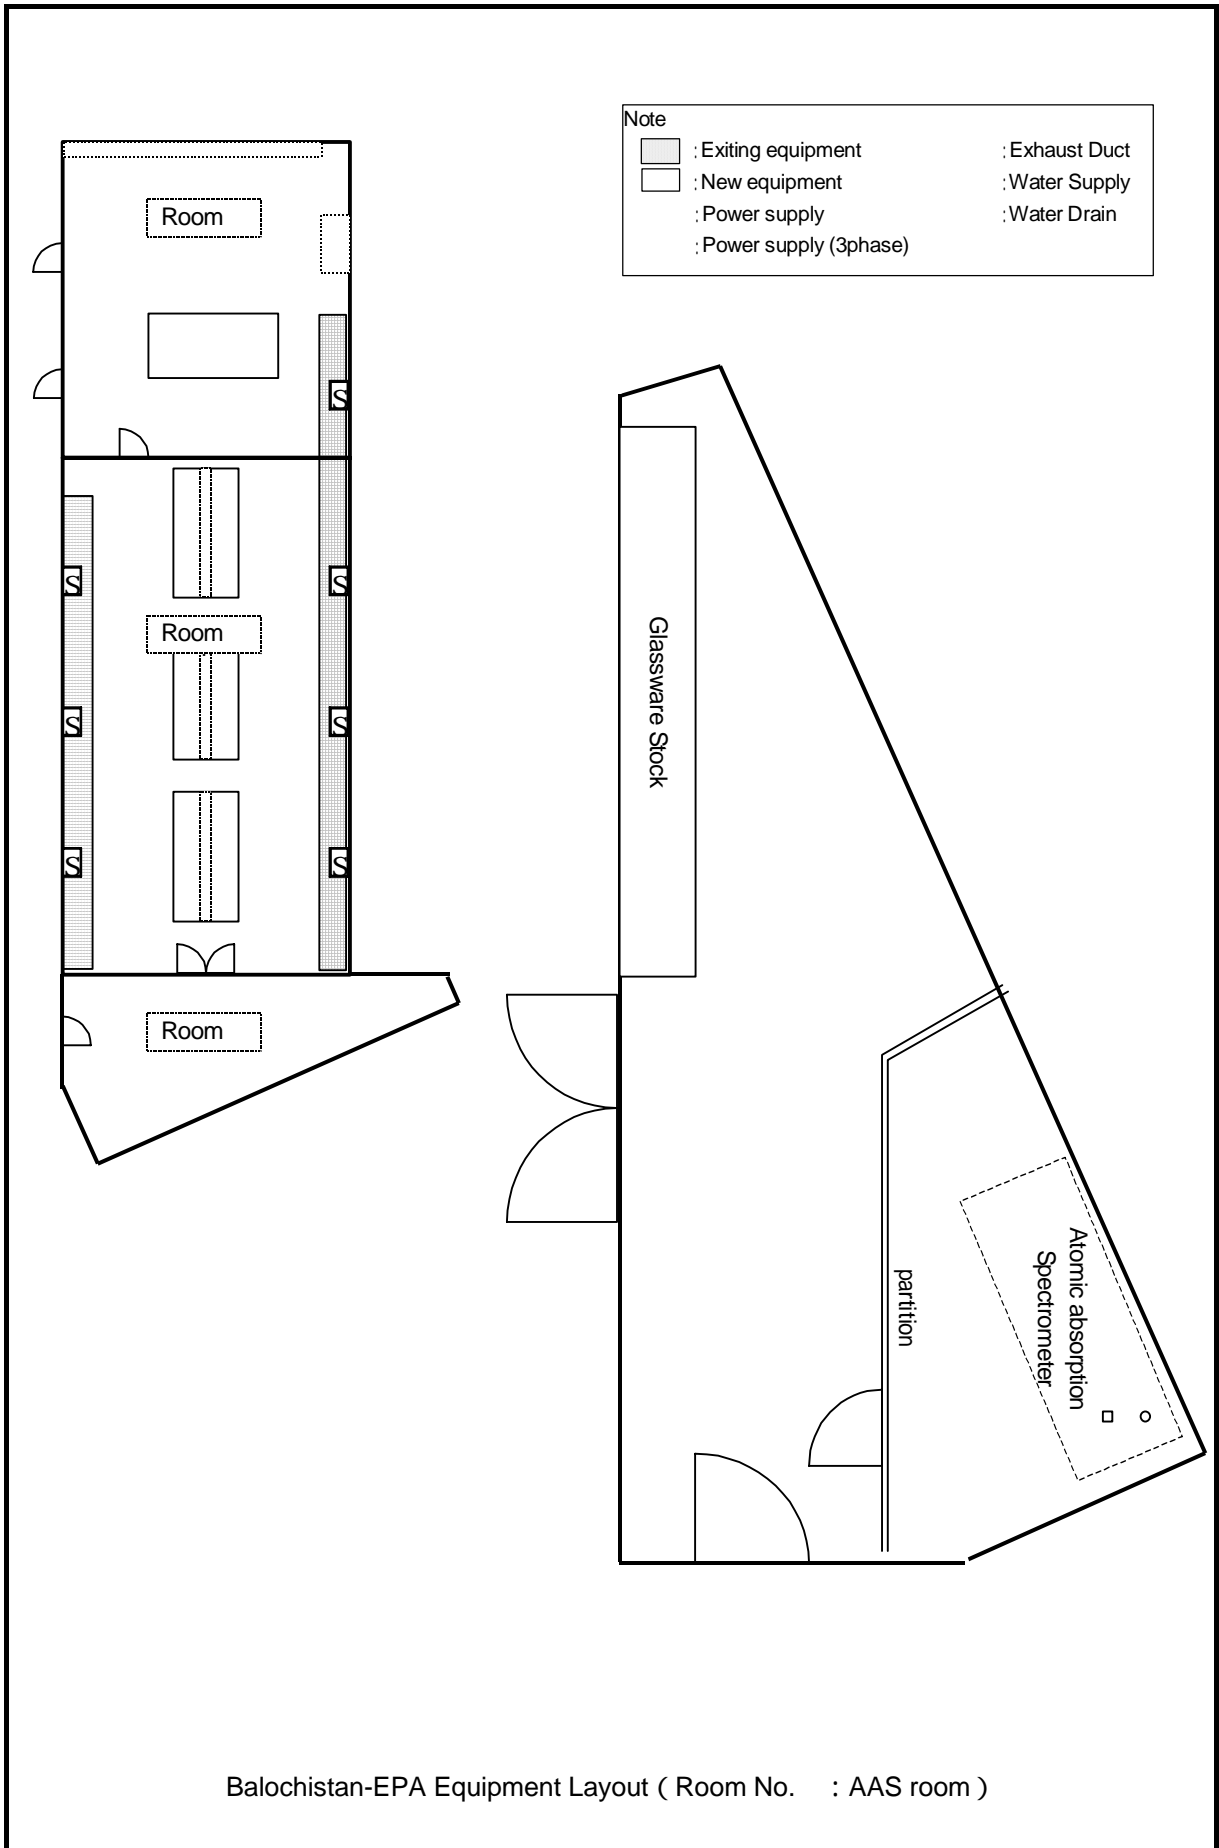 Note
:Exiting equipment
:Exhaust Duct
:New equipment
:Water Supply
:Power supply
:Water Drain
:Power supply (3phase)
Room
S
S
S
Room
S
S
S
S
Room
Glassware Stock
partition
Atomic absorption
Spectrometer
Balochistan-EPA Equipment Layout ( Room No. : AAS room )